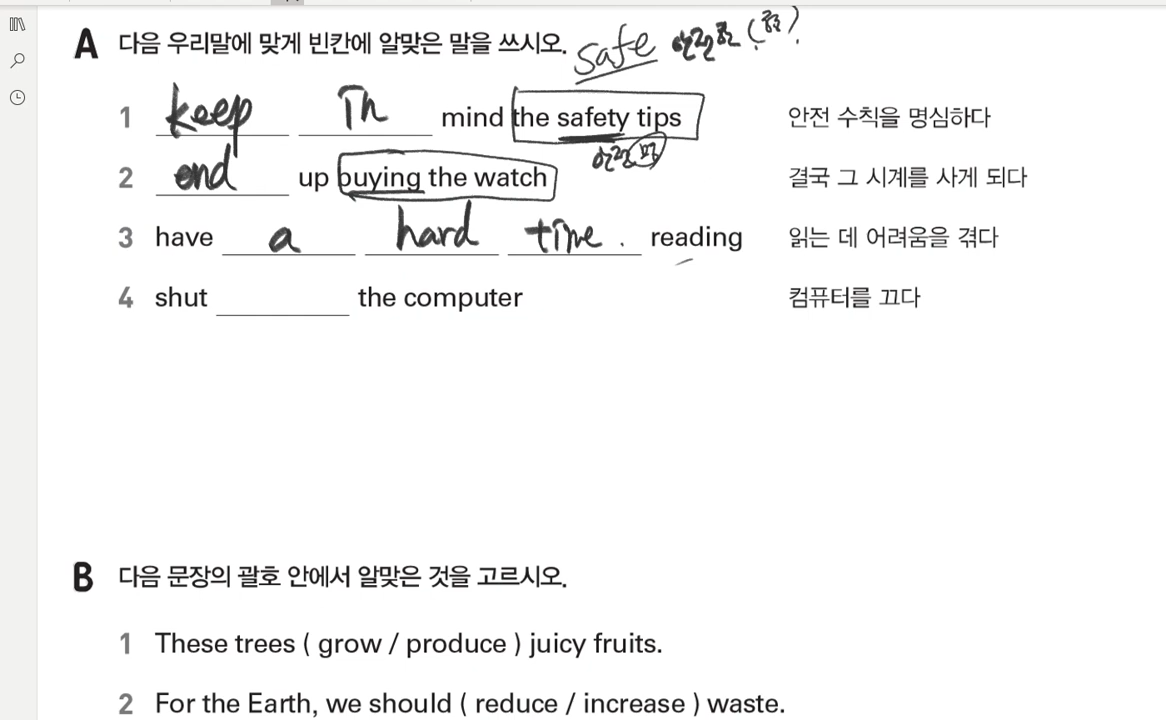 A 다음 우리말에 맞게 빈칸에 알맞은 말을 쓰시오. safe 안전한 (형)
1 keep in mind the safety tips 안전 수칙을 명심하다
안전 명
2 end up buying the watch 결국 그 시계를 사게 되다
3 have a hard time reading 읽는 데 어려움을 겪다
4 shut the computer 컴퓨터를 끄다
B 다음 문장의 괄호 안에서 알맞은 것을 고르시오.
1 These trees ( grow / produce ) juicy fruits.
2 For the Earth, we should ( reduce / increase ) waste.